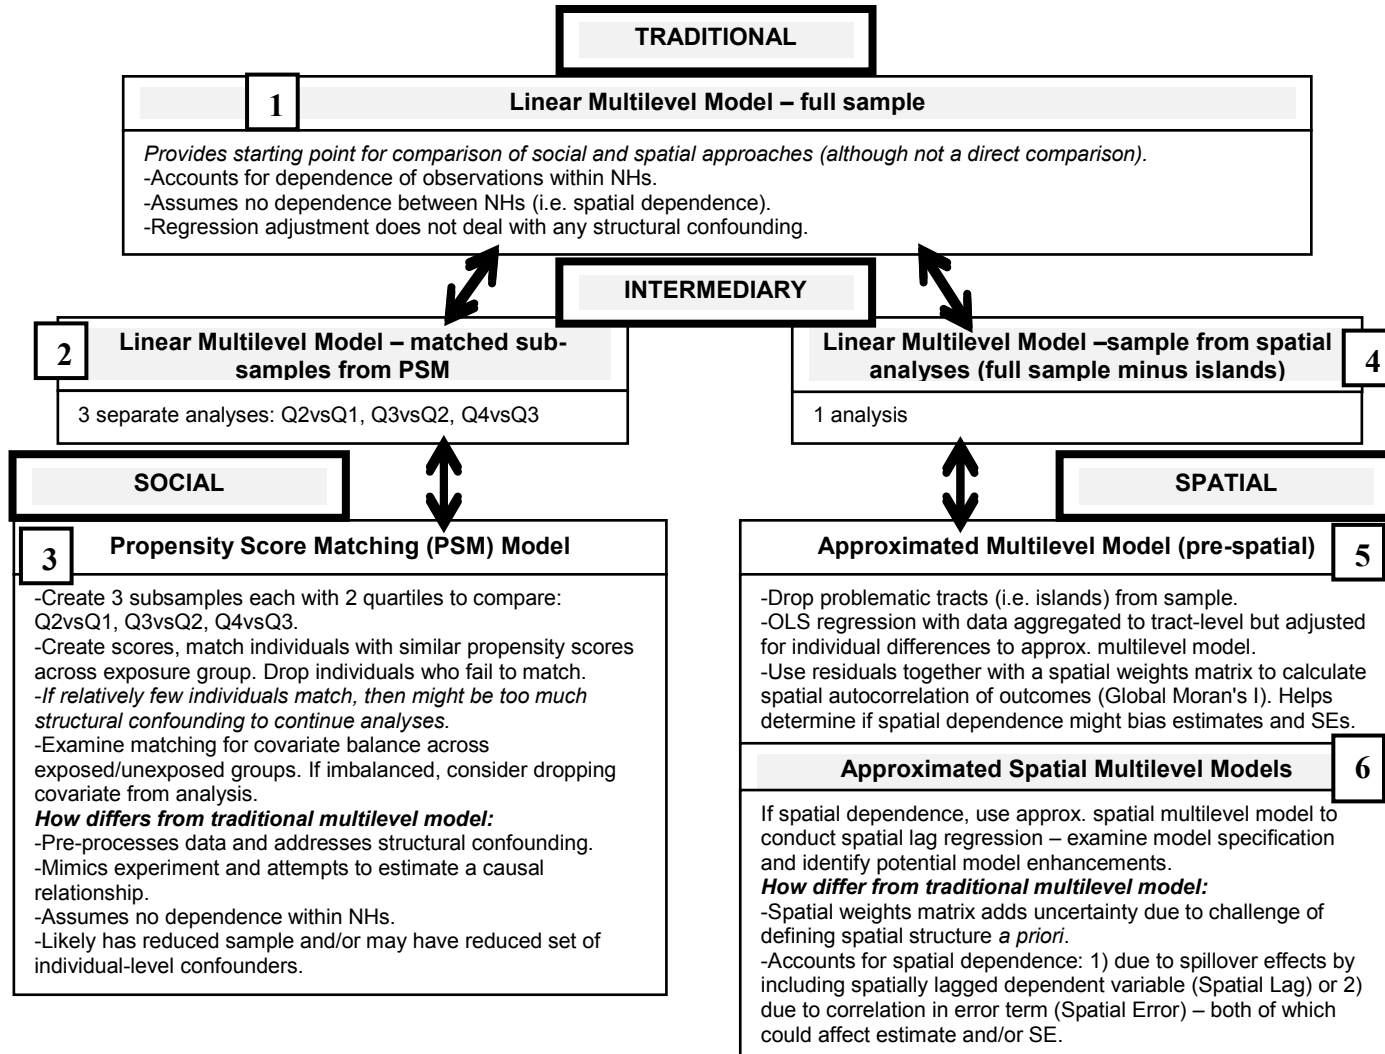 TRADITIONAL
1
Linear Multilevel Model – full sample
Provides starting point for comparison of social and spatial approaches (although not a direct comparison).
-Accounts for dependence of observations within NHs.
-Assumes no dependence between NHs (i.e. spatial dependence).
-Regression adjustment does not deal with any structural confounding.
INTERMEDIARY
2
Linear Multilevel Model – matched sub-
samples from PSM
3 separate analyses: Q2vsQ1, Q3vsQ2, Q4vsQ3
Linear Multilevel Model –sample from spatial
analyses (full sample minus islands)
4
1 analysis
SOCIAL
3
Propensity Score Matching (PSM) Model
-Create 3 subsamples each with 2 quartiles to compare:
Q2vsQ1, Q3vsQ2, Q4vsQ3.
-Create scores, match individuals with similar propensity scores
across exposure group. Drop individuals who fail to match.
-If relatively few individuals match, then might be too much
structural confounding to continue analyses.
-Examine matching for covariate balance across
exposed/unexposed groups. If imbalanced, consider dropping
covariate from analysis.
How differs from traditional multilevel model:
-Pre-processes data and addresses structural confounding.
-Mimics experiment and attempts to estimate a causal
relationship.
-Assumes no dependence within NHs.
-Likely has reduced sample and/or may have reduced set of
individual-level confounders.
SPATIAL
Approximated Multilevel Model (pre-spatial)
5
-Drop problematic tracts (i.e. islands) from sample.
-OLS regression with data aggregated to tract-level but adjusted
for individual differences to approx. multilevel model.
-Use residuals together with a spatial weights matrix to calculate
spatial autocorrelation of outcomes (Global Moran's I). Helps
determine if spatial dependence might bias estimates and SEs.
Approximated Spatial Multilevel Models
6
If spatial dependence, use approx. spatial multilevel model to
conduct spatial lag regression – examine model specification
and identify potential model enhancements.
How differ from traditional multilevel model:
-Spatial weights matrix adds uncertainty due to challenge of
defining spatial structure a priori.
-Accounts for spatial dependence: 1) due to spillover effects by
including spatially lagged dependent variable (Spatial Lag) or 2)
due to correlation in error term (Spatial Error) – both of which
could affect estimate and/or SE.